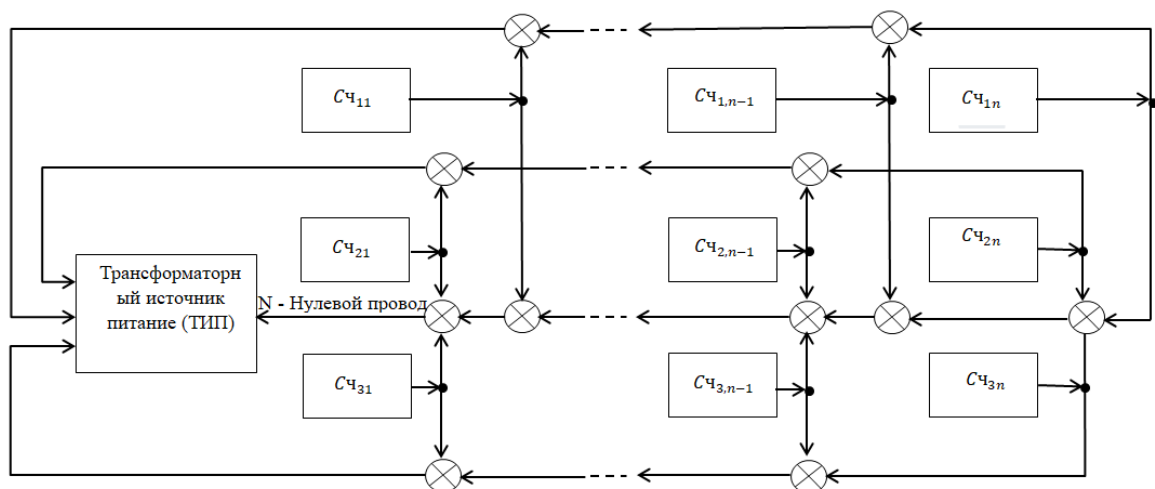 Сч₁₁
Сч₁,ₙ₋₁
Сч₁ₙ
Сч₂₁
Сч₂,ₙ₋₁
Сч₂ₙ
Трансформаторн
ый источник
питание (ТИП)
N - Нулевой провод
Сч₃₁
Сч₃,ₙ₋₁
Сч₃ₙ